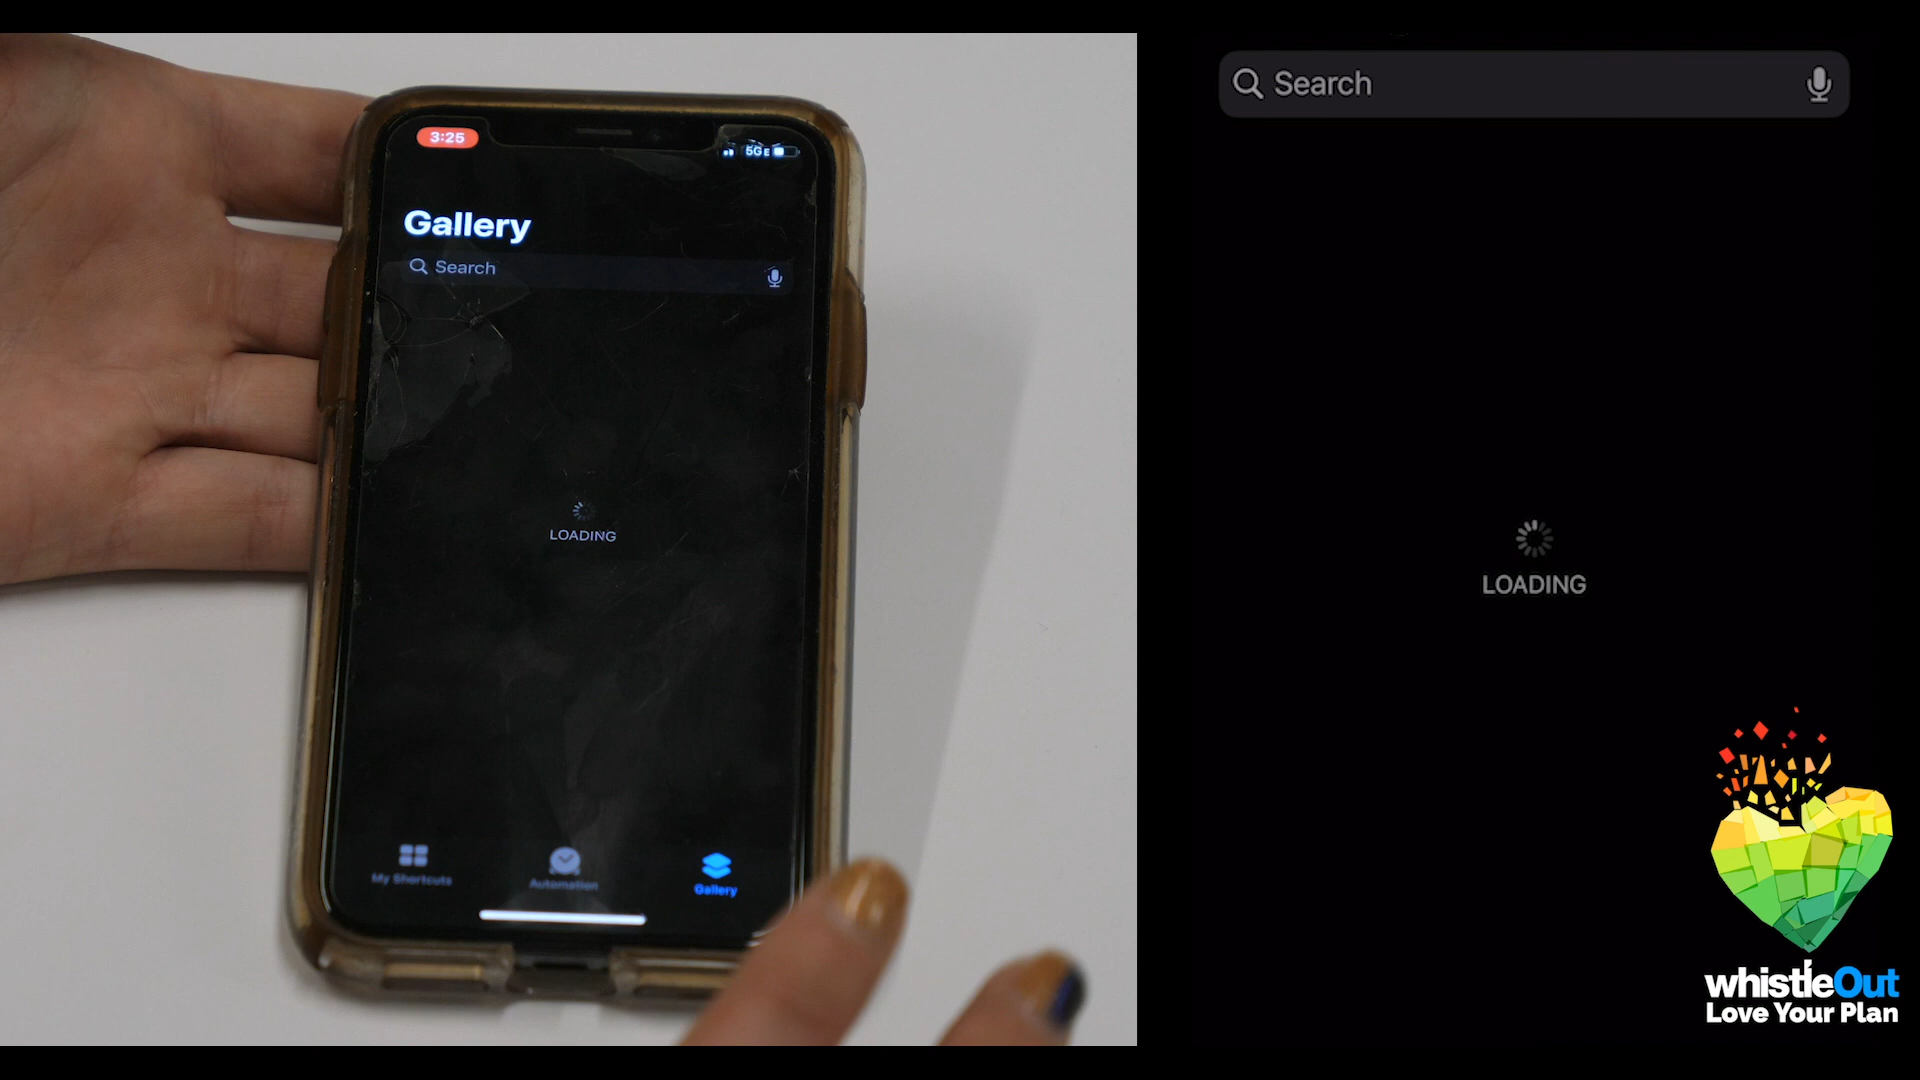 3:25
5GE
Gallery
Search
LOADING
My Shortcuts
Automation
Gallery
Search
LOADING
whistleOut
Love Your Plan